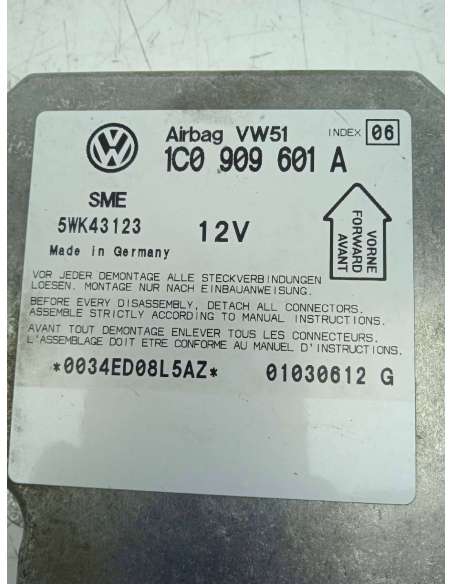 Airbag VW51 INDEX 06
1C0 909 601 A
SME
5WK43123 12V
Made in Germany
VORNE
FORWARD
AVANT
VOR JEDER DEMONTAGE ALLE STECKVERBINDUNGEN
LOESEN. MONTAGE NUR NACH EINBAUANWEISUNG.
BEFORE EVERY DISASSEMBLY, DETACH ALL CONNECTORS.
ASSEMBLE STRICTLY ACCORDING TO MANUAL INSTRUCTIONS.
AVANT TOUT DEMONTAGE ENLEVER TOUS LES CONNECTEURS.
L'ASSEMBLAGE DOIT ETRE CONFORME AU MANUEL D'INSTRUCTIONS.
*0034ED08L5AZ* 01030612 G